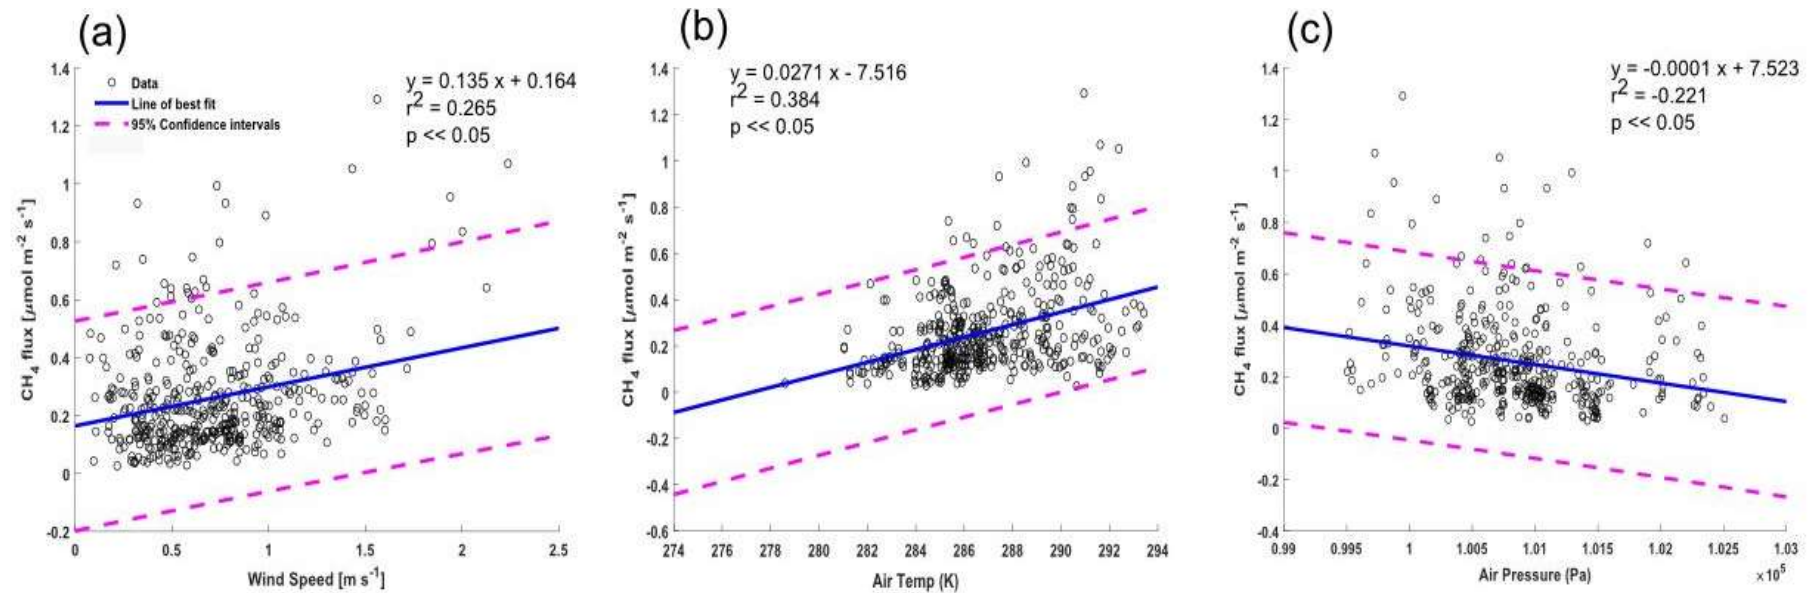 (a)
1.4
1.2
1
0.8
0.6
0.4
0.2
0
-0.2
CH4 flux [μmol m-2 s-1]
Data
Line of best fit
95% Confidence intervals
y = 0.135 x + 0.164
r2 = 0.265
p << 0.05
0 0.5 1 1.5 2 2.5
Wind Speed [m s-1]
(b)
1.4
1.2
1
0.8
0.6
0.4
0.2
0
-0.2
-0.4
-0.6
CH4 flux [μmol m-2 s-1]
y = 0.0271 x - 7.516
r2 = 0.384
p << 0.05
274 276 278 280 282 284 286 288 290 292 294
Air Temp (K)
(c)
1.4
1.2
1
0.8
0.6
0.4
0.2
0
-0.2
-0.4
CH4 flux [μmol m-2 s-1]
y = -0.0001 x + 7.523
r2 = -0.221
p << 0.05
0.99 0.995 1 1.005 1.01 1.015 1.02 1.025 1.03
Air Pressure (Pa)
×10 5